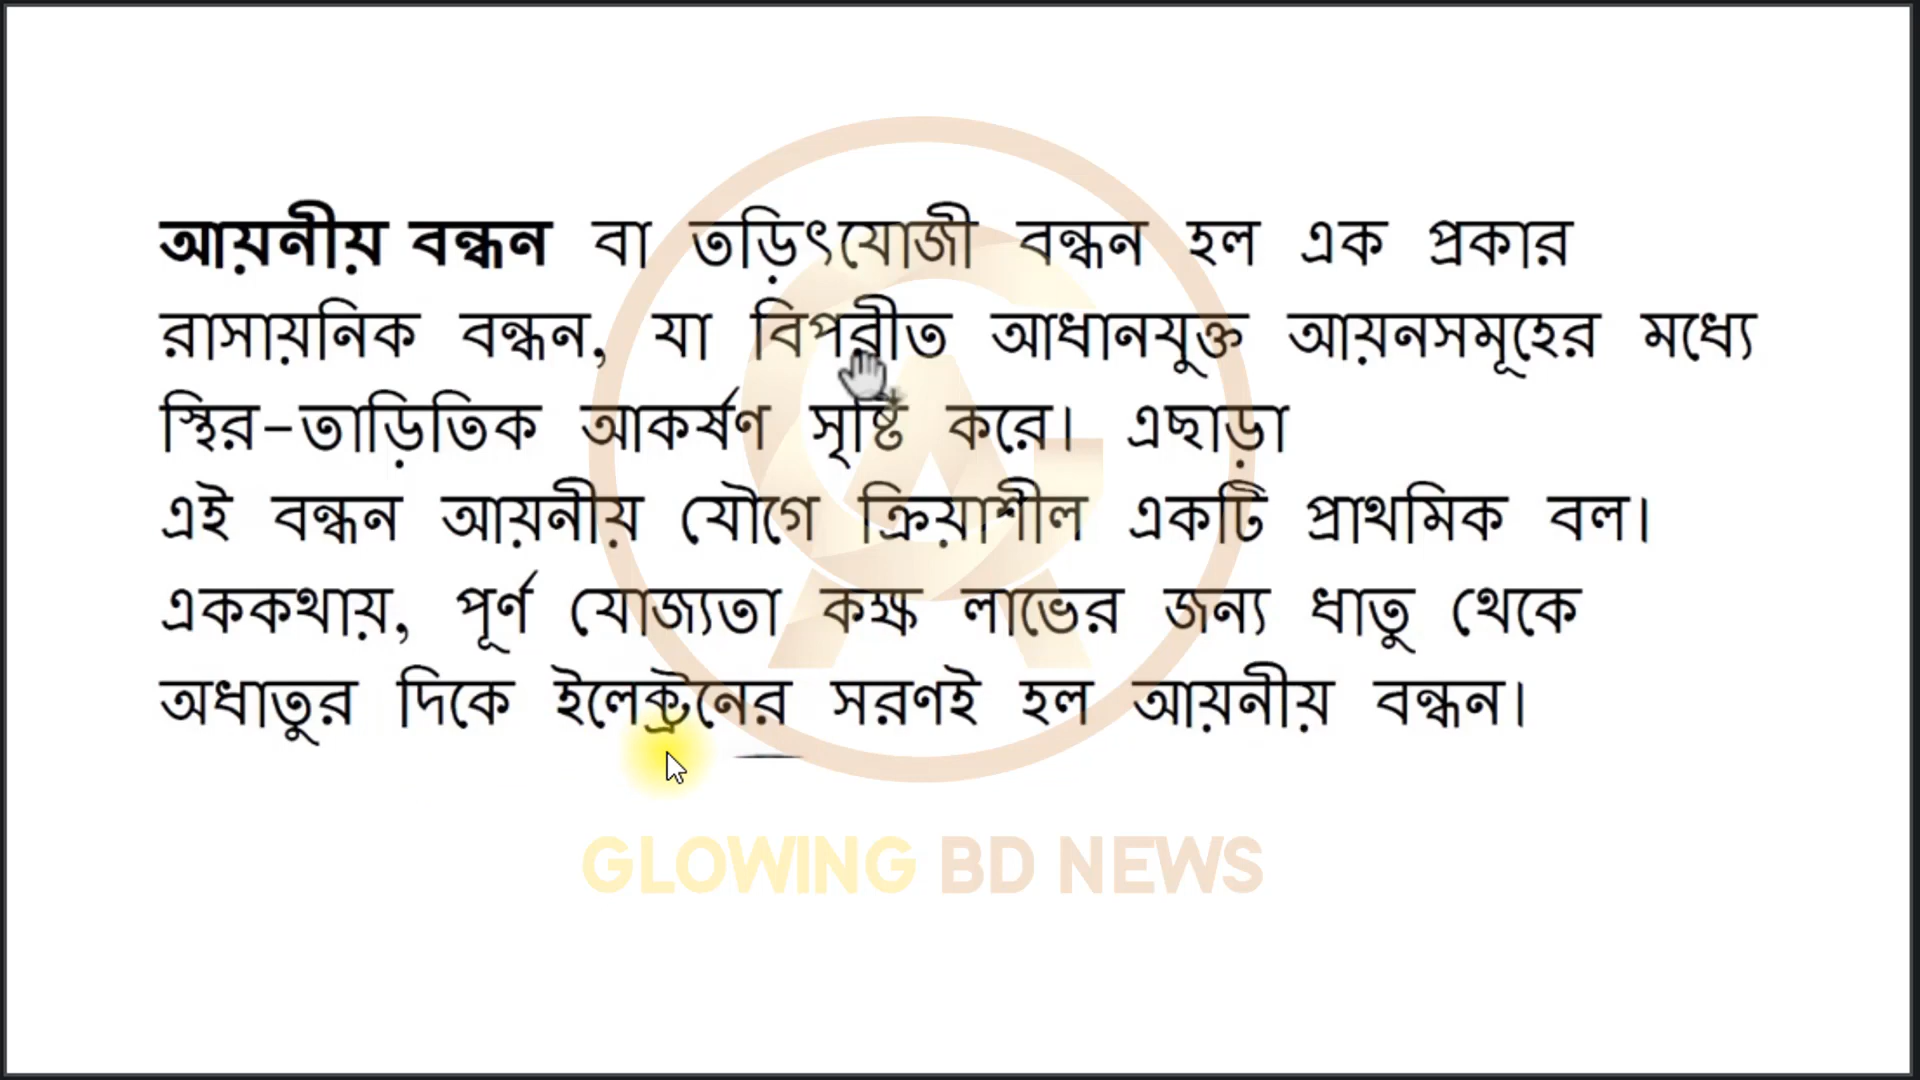 আয়নীয় বন্ধন বা তড়িৎযোজী বন্ধন হল এক প্রকার
রাসায়নিক বন্ধন, যা বিপরীত আধানযুক্ত আয়নসমূহের মধ্যে
স্থির-তাড়িতিক আকর্ষণ সৃষ্টি করে। এছাড়া
এই বন্ধন আয়নীয় যৌগে ক্রিয়াশীল একটি প্রাথমিক বল।
এককথায়, পূর্ণ যোজ্যতা কক্ষ লাভের জন্য ধাতু থেকে
অধাতুর দিকে ইলেক্ট্রনের সরণই হল আয়নীয় বন্ধন।
GLOWING BD NEWS